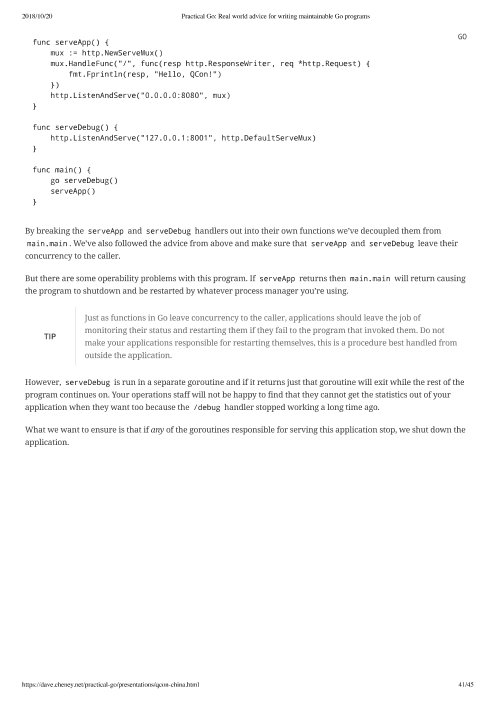 2018/10/20
Practical Go: Real world advice for writing maintainable Go programs
GO
func serveApp() {
    mux := http.NewServeMux()
    mux.HandleFunc("/", func(resp http.ResponseWriter, req *http.Request) {
        fmt.Fprintln(resp, "Hello, QCon!")
    })
    http.ListenAndServe("0.0.0.0:8080", mux)
}

func serveDebug() {
    http.ListenAndServe("127.0.0.1:8001", http.DefaultServeMux)
}

func main() {
    go serveDebug()
    serveApp()
}

By breaking the serveApp and serveDebug handlers out into their own functions we've decoupled them from
main.main. We've also followed the advice from above and make sure that serveApp and serveDebug leave their
concurrency to the caller.

But there are some operability problems with this program. If serveApp returns then main.main will return causing
the program to shutdown and be restarted by whatever process manager you're using.

TIP
Just as functions in Go leave concurrency to the caller, applications should leave the job of
monitoring their status and restarting them if they fail to the program that invoked them. Do not
make your applications responsible for restarting themselves, this is a procedure best handled from
outside the application.

However, serveDebug is run in a separate goroutine and if it returns just that goroutine will exit while the rest of the
program continues on. Your operations staff will not be happy to find that they cannot get the statistics out of your
application when they want too because the /debug handler stopped working a long time ago.

What we want to ensure is that if any of the goroutines responsible for serving this application stop, we shut down the
application.

https://dave.cheney.net/practical-go/presentations/qcon-china.html
41/45